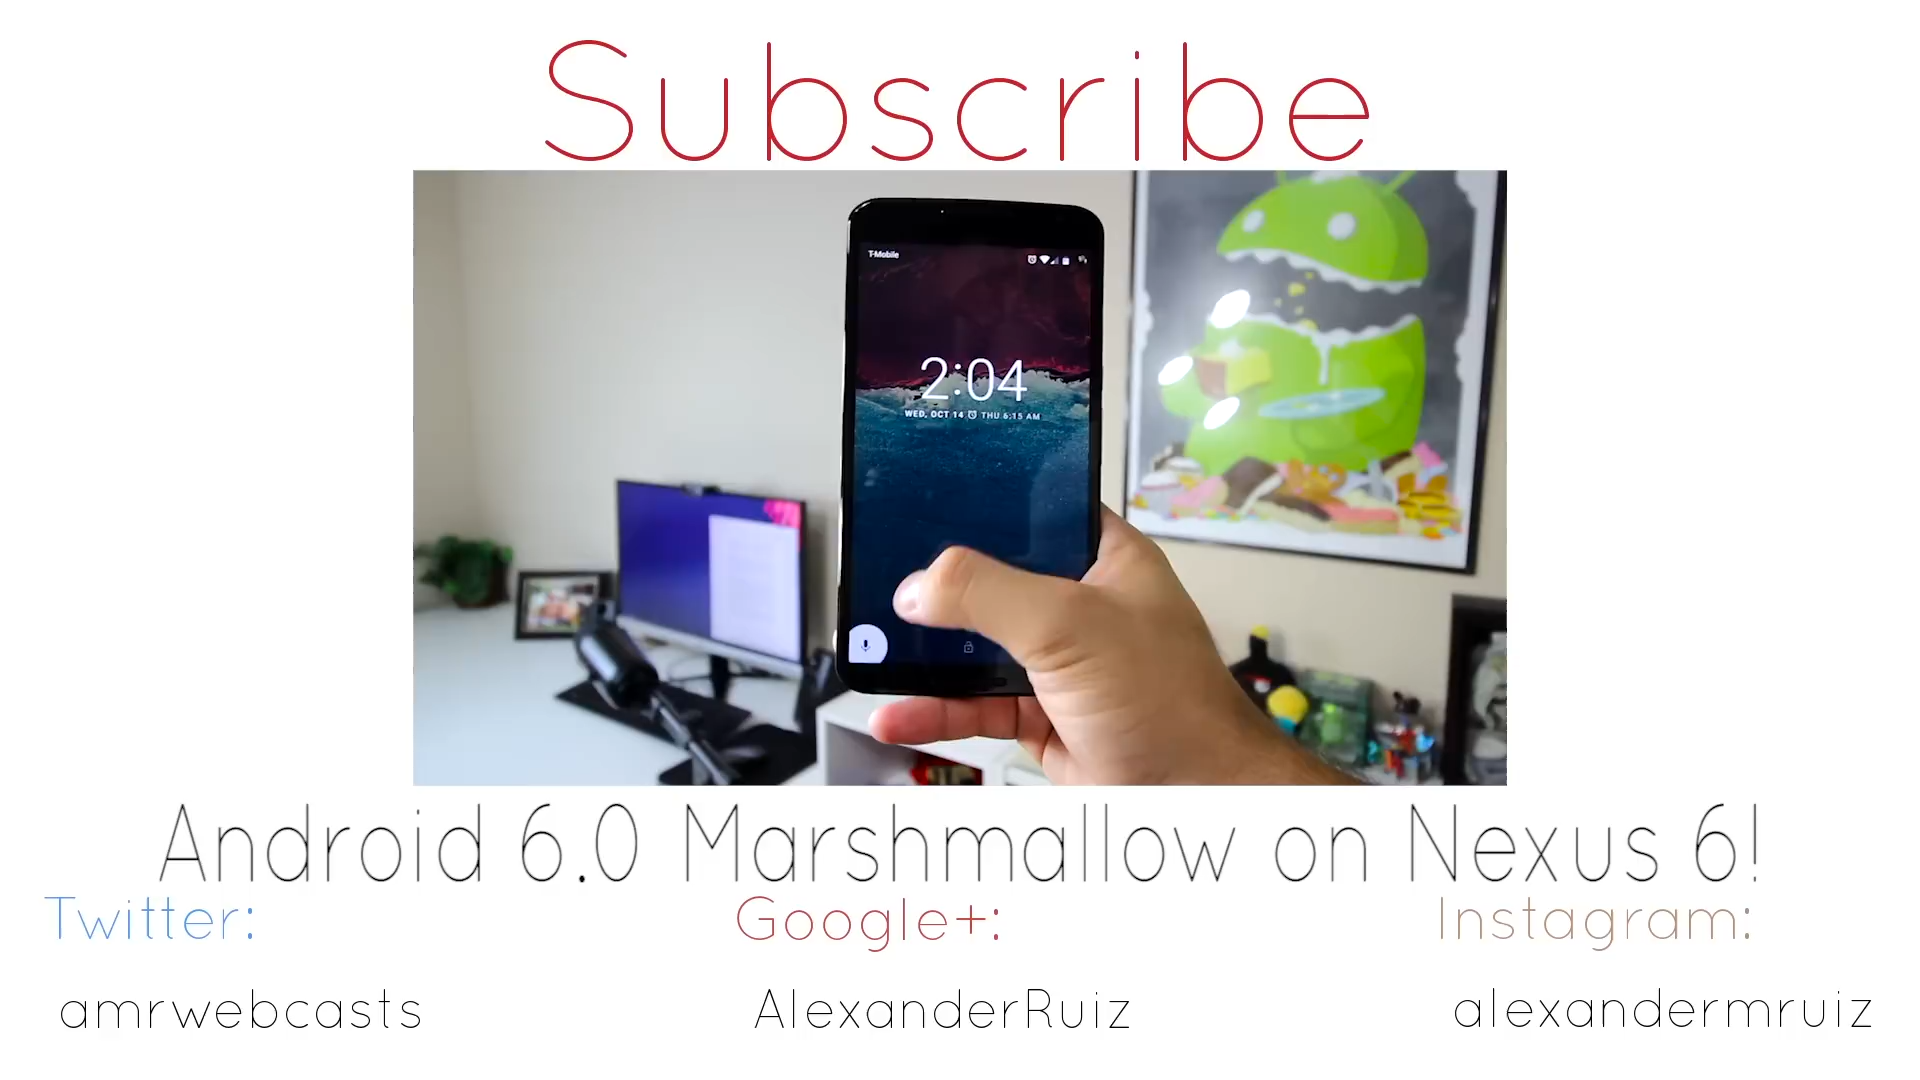 Subscribe
T-Mobile
2:04
WED, OCT 14 THU 6:15 AM
Android 6.0 Marshmallow on Nexus 6!
Twitter:
Google+:
Instagram:
amrwebcasts
AlexanderRuiz
alexandermruiz